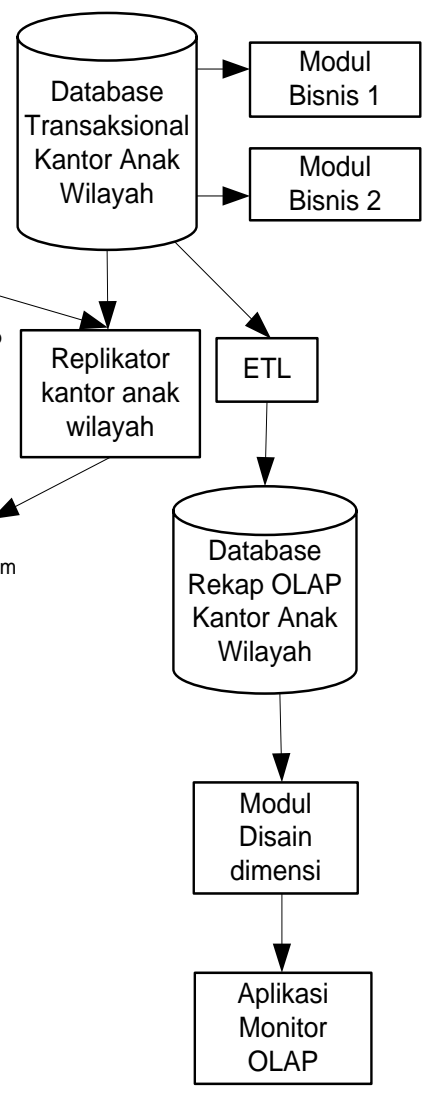 Database
Transaksional
Kantor Anak
Wilayah
Modul
Bisnis 1
Modul
Bisnis 2
Replikator
kantor anak
wilayah
ETL
m
Database
Rekap OLAP
Kantor Anak
Wilayah
Modul
Disain
dimensi
Aplikasi
Monitor
OLAP